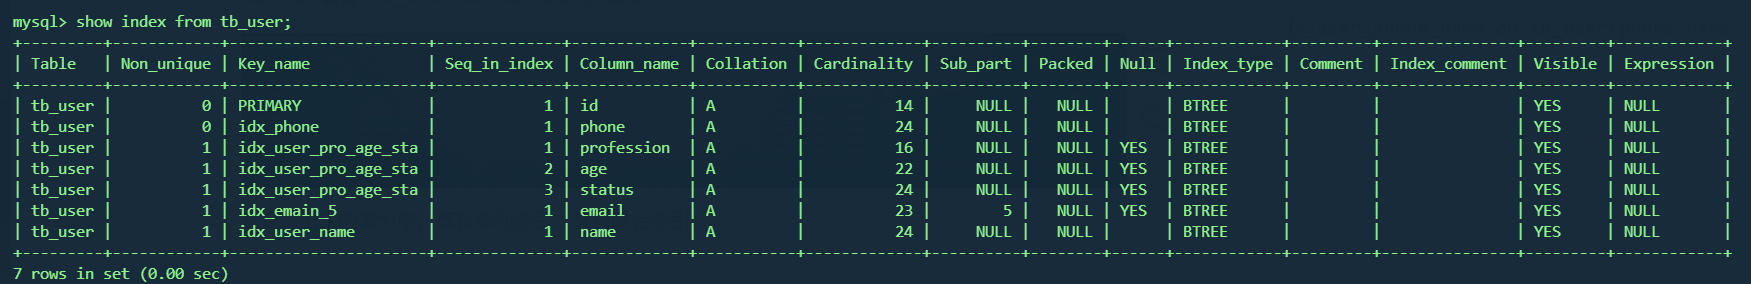 mysql> show index from tb_user;
+---------+------------+--------------------+--------------+-------------+-----------+-------------+----------+--------+------+------------+---------+---------------+---------+------------+
| Table   | Non_unique | Key_name           | Seq_in_index | Column_name | Collation | Cardinality | Sub_part | Packed | Null | Index_type | Comment | Index_comment | Visible | Expression |
+---------+------------+--------------------+--------------+-------------+-----------+-------------+----------+--------+------+------------+---------+---------------+---------+------------+
| tb_user |          0 | PRIMARY            |            1 | id          | A         |          14 |     NULL |   NULL |      | BTREE      |         |               | YES     | NULL       |
| tb_user |          0 | idx_phone          |            1 | phone       | A         |          24 |     NULL |   NULL |      | BTREE      |         |               | YES     | NULL       |
| tb_user |          1 | idx_user_pro_age_sta |            1 | profession  | A         |          16 |     NULL |   NULL | YES  | BTREE      |         |               | YES     | NULL       |
| tb_user |          1 | idx_user_pro_age_sta |            2 | age         | A         |          22 |     NULL |   NULL | YES  | BTREE      |         |               | YES     | NULL       |
| tb_user |          1 | idx_user_pro_age_sta |            3 | status      | A         |          24 |     NULL |   NULL | YES  | BTREE      |         |               | YES     | NULL       |
| tb_user |          1 | idx_emain_5        |            1 | email       | A         |          23 |        5 |   NULL | YES  | BTREE      |         |               | YES     | NULL       |
| tb_user |          1 | idx_user_name      |            1 | name        | A         |          24 |     NULL |   NULL |      | BTREE      |         |               | YES     | NULL       |
+---------+------------+--------------------+--------------+-------------+-----------+-------------+----------+--------+------+------------+---------+---------------+---------+------------+
7 rows in set (0.00 sec)